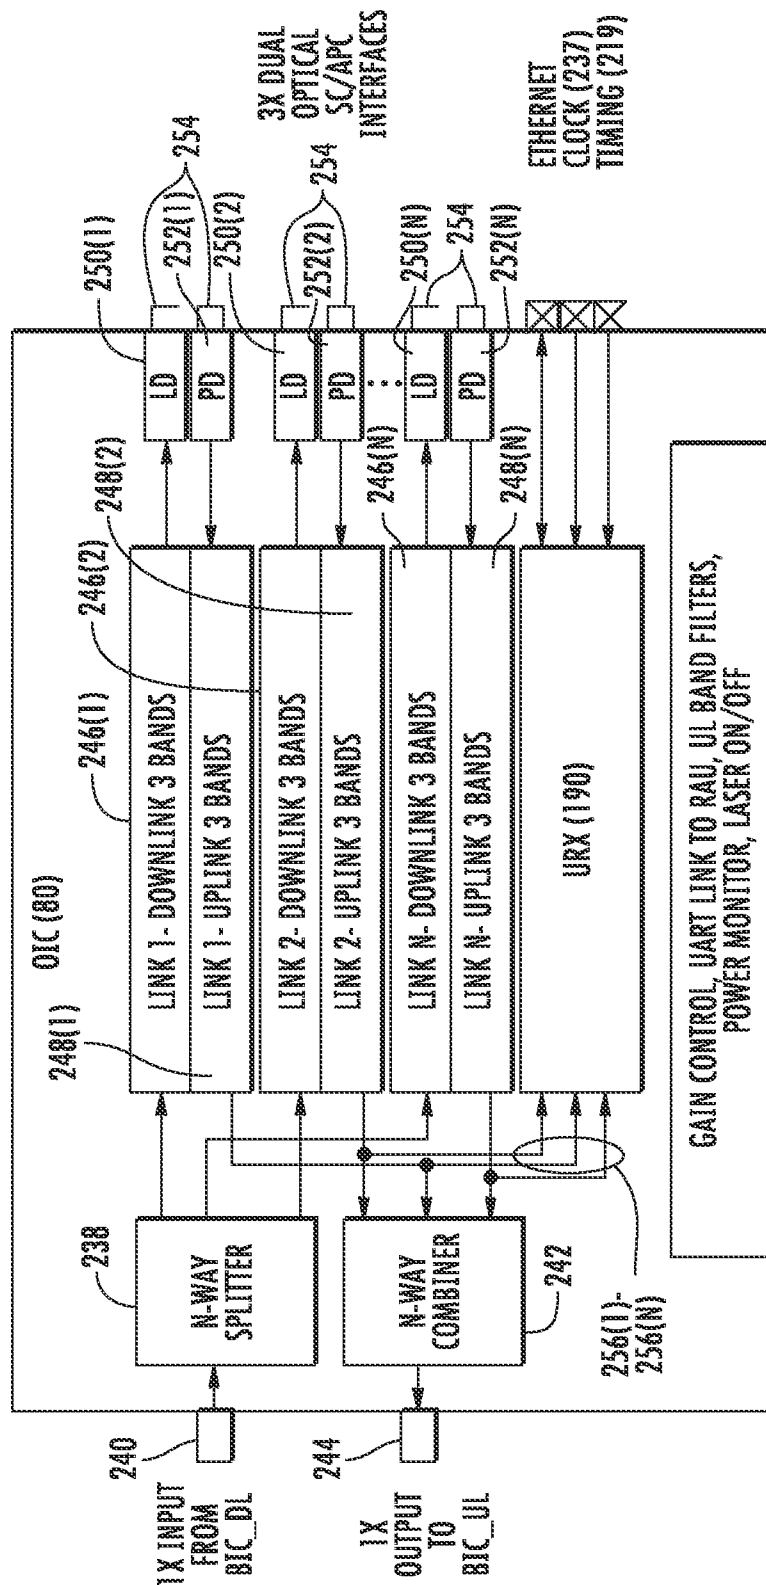 OIC (80)
1X INPUT
FROM
BIC_DL
240
238
N-WAY
SPLITTER
1X
OUTPUT
TO
BIC_UL
244
N-WAY
COMBINER
242
256(1)-
256(N)
248(1)
246(1)
LINK 1- DOWNLINK 3 BANDS
LINK 1- UPLINK 3 BANDS
246(2)
248(2)
LINK 2- DOWNLINK 3 BANDS
LINK 2- UPLINK 3 BANDS
246(N)
248(N)
LINK N- DOWNLINK 3 BANDS
LINK N- UPLINK 3 BANDS
URX (190)
250(1)
LD
PD
252(1)
254
250(2)
LD
PD
252(2)
254
250(N)
LD
PD
252(N)
254
3X DUAL
OPTICAL
SC/APC
INTERFACES
ETHERNET
CLOCK (237)
TIMING (219)
GAIN CONTROL, UART LINK TO RAU, UL BAND FILTERS,
POWER MONITOR, LASER ON/OFF